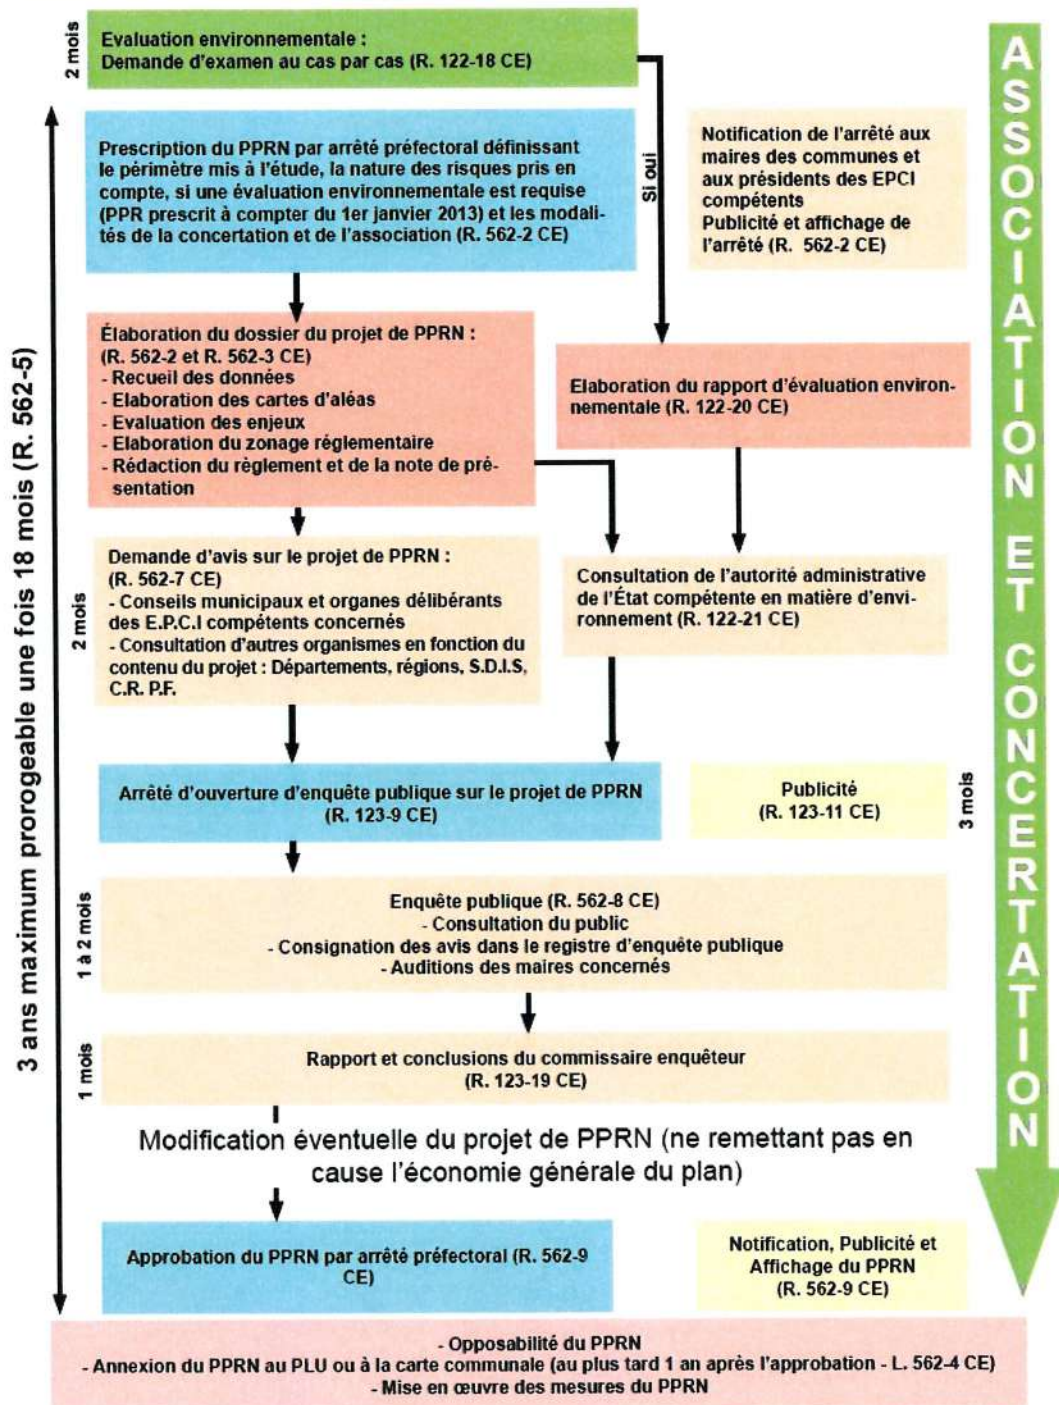 2 mois
Evaluation environnementale :
Demande d'examen au cas par cas (R. 122-18 CE)
3 ans maximum prorogeable une fois 18 mois (R. 562-5)
Prescription du PPRN par arrêté préfectoral définissant
le périmètre mis à l'étude, la nature des risques pris en
compte, si une évaluation environnementale est requise
(PPR prescrit à compter du 1er janvier 2013) et les modali-
tés de la concertation et de l'association (R. 562-2 CE)
Si oui
Notification de l'arrêté aux
maires des communes et
aux présidents des EPCI
compétents
Publicité et affichage de
l'arrêté (R. 562-2 CE)
Élaboration du dossier du projet de PPRN :
(R. 562-2 et R. 562-3 CE)
- Recueil des données
- Elaboration des cartes d'aléas
- Evaluation des enjeux
- Elaboration du zonage réglementaire
- Rédaction du règlement et de la note de pré-
sentation
Elaboration du rapport d'évaluation environ-
nementale (R. 122-20 CE)
2 mois
Demande d'avis sur le projet de PPRN :
(R. 562-7 CE)
- Conseils municipaux et organes délibérants
des E.P.C.I compétents concernés
- Consultation d'autres organismes en fonction du
contenu du projet : Départements, régions, S.D.I.S,
C.R. P.F.
Consultation de l'autorité administrative
de l'État compétente en matière d'envi-
ronnement (R. 122-21 CE)
Arrêté d'ouverture d'enquête publique sur le projet de PPRN
(R. 123-9 CE)
Publicité
(R. 123-11 CE)
3 mois
1 à 2 mois
Enquête publique (R. 562-8 CE)
- Consultation du public
- Consignation des avis dans le registre d'enquête publique
- Auditions des maires concernés
1 mois
Rapport et conclusions du commissaire enquêteur
(R. 123-19 CE)
Modification éventuelle du projet de PPRN (ne remettant pas en
cause l'économie générale du plan)
Approbation du PPRN par arrêté préfectoral (R. 562-9
CE)
Notification, Publicité et
Affichage du PPRN
(R. 562-9 CE)
- Opposabilité du PPRN
- Annexion du PPRN au PLU ou à la carte communale (au plus tard 1 an après l'approbation - L. 562-4 CE)
- Mise en œuvre des mesures du PPRN
ASSOCIATION ET CONCERTATION